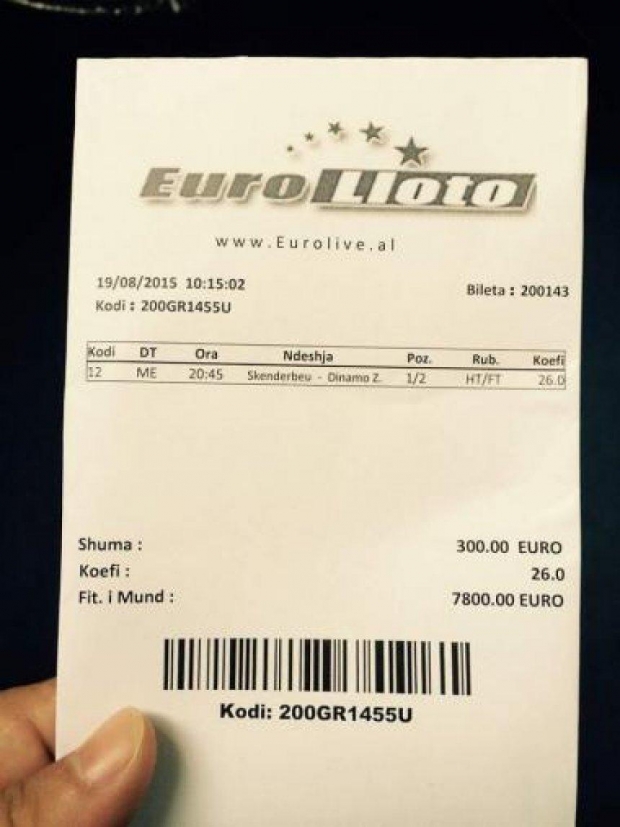 Euro Lloto
www.Eurolive.al
19/08/2015 10:15:02
Bileta : 200143
Kodi : 200GR1455U
Kodi DT Ora Ndeshja Poz. Rub. Koefi
12 ME 20:45 Skenderbeu - Dinamo Z. 1/2 HT/FT 26.0
Shuma : 300.00 EURO
Koefi : 26.0
Fit. i Mund : 7800.00 EURO
Kodi: 200GR1455U